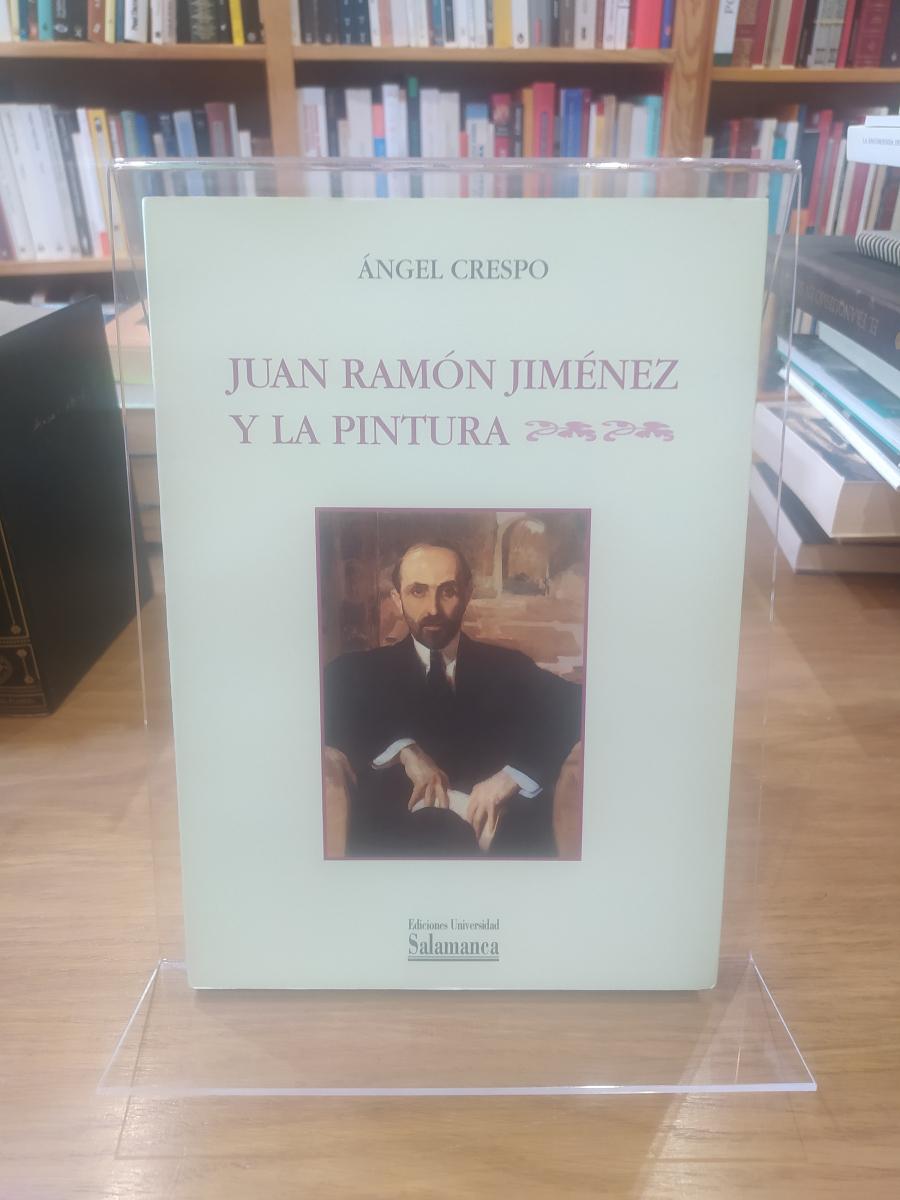 ÁNGEL CRESPO
JUAN RAMÓN JIMÉNEZ
Y LA PINTURA
Ediciones Universidad
Salamanca